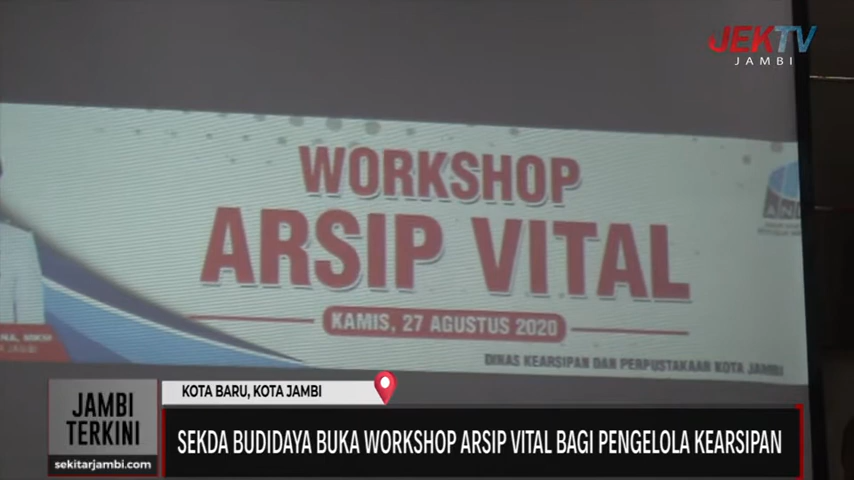 JEKTV
JAMBI
WORKSHOP
ARSIP VITAL
KAMIS, 27 AGUSTUS 2020
DINAS KEARSIPAN DAN PERPUSTAKAAN KOTA JAMBI
KOTA BARU, KOTA JAMBI
JAMBI
TERKINI
sekitarjambi.com
SEKDA BUDIDAYA BUKA WORKSHOP ARSIP VITAL BAGI PENGELOLA KEARSIPAN